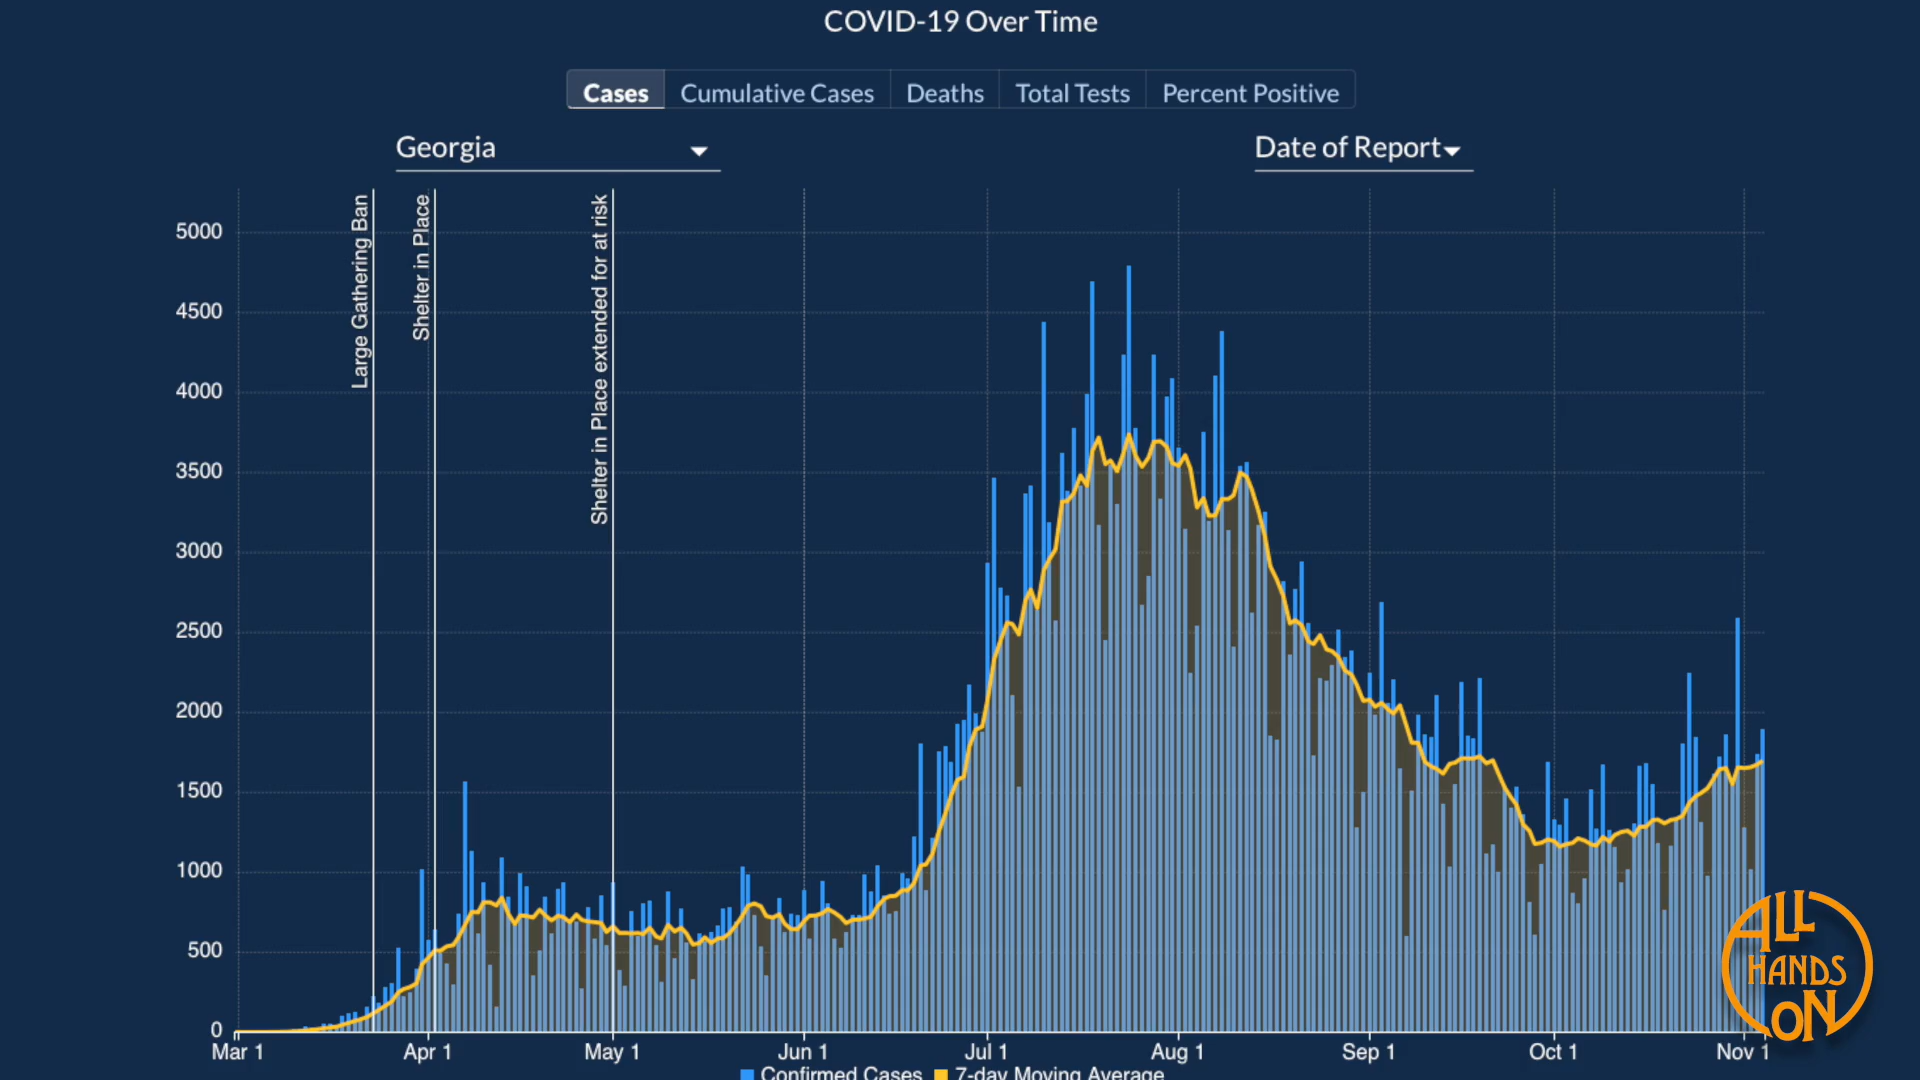 COVID-19 Over Time
Cases Cumulative Cases Deaths Total Tests Percent Positive
Georgia Date of Report
Large Gathering Ban
Shelter in Place
Shelter in Place extended for at risk
5000
4500
4000
3500
3000
2500
2000
1500
1000
500
0
Mar 1 Apr 1 May 1 Jun 1 Jul 1 Aug 1 Sep 1 Oct 1 Nov 1
Confirmed Cases 7-day Moving Average
ALL
HANDS
ON